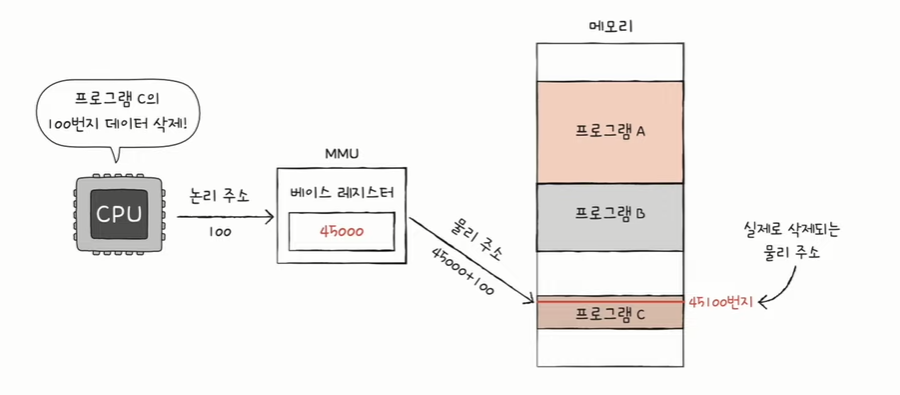 메모리
프로그램 C의
100번지 데이터 삭제!
CPU
논리 주소
100
MMU
베이스 레지스터
45000
물리 주소
45000+100
프로그램 A
프로그램 B
프로그램 C
실제로 삭제되는
물리 주소
45100번지